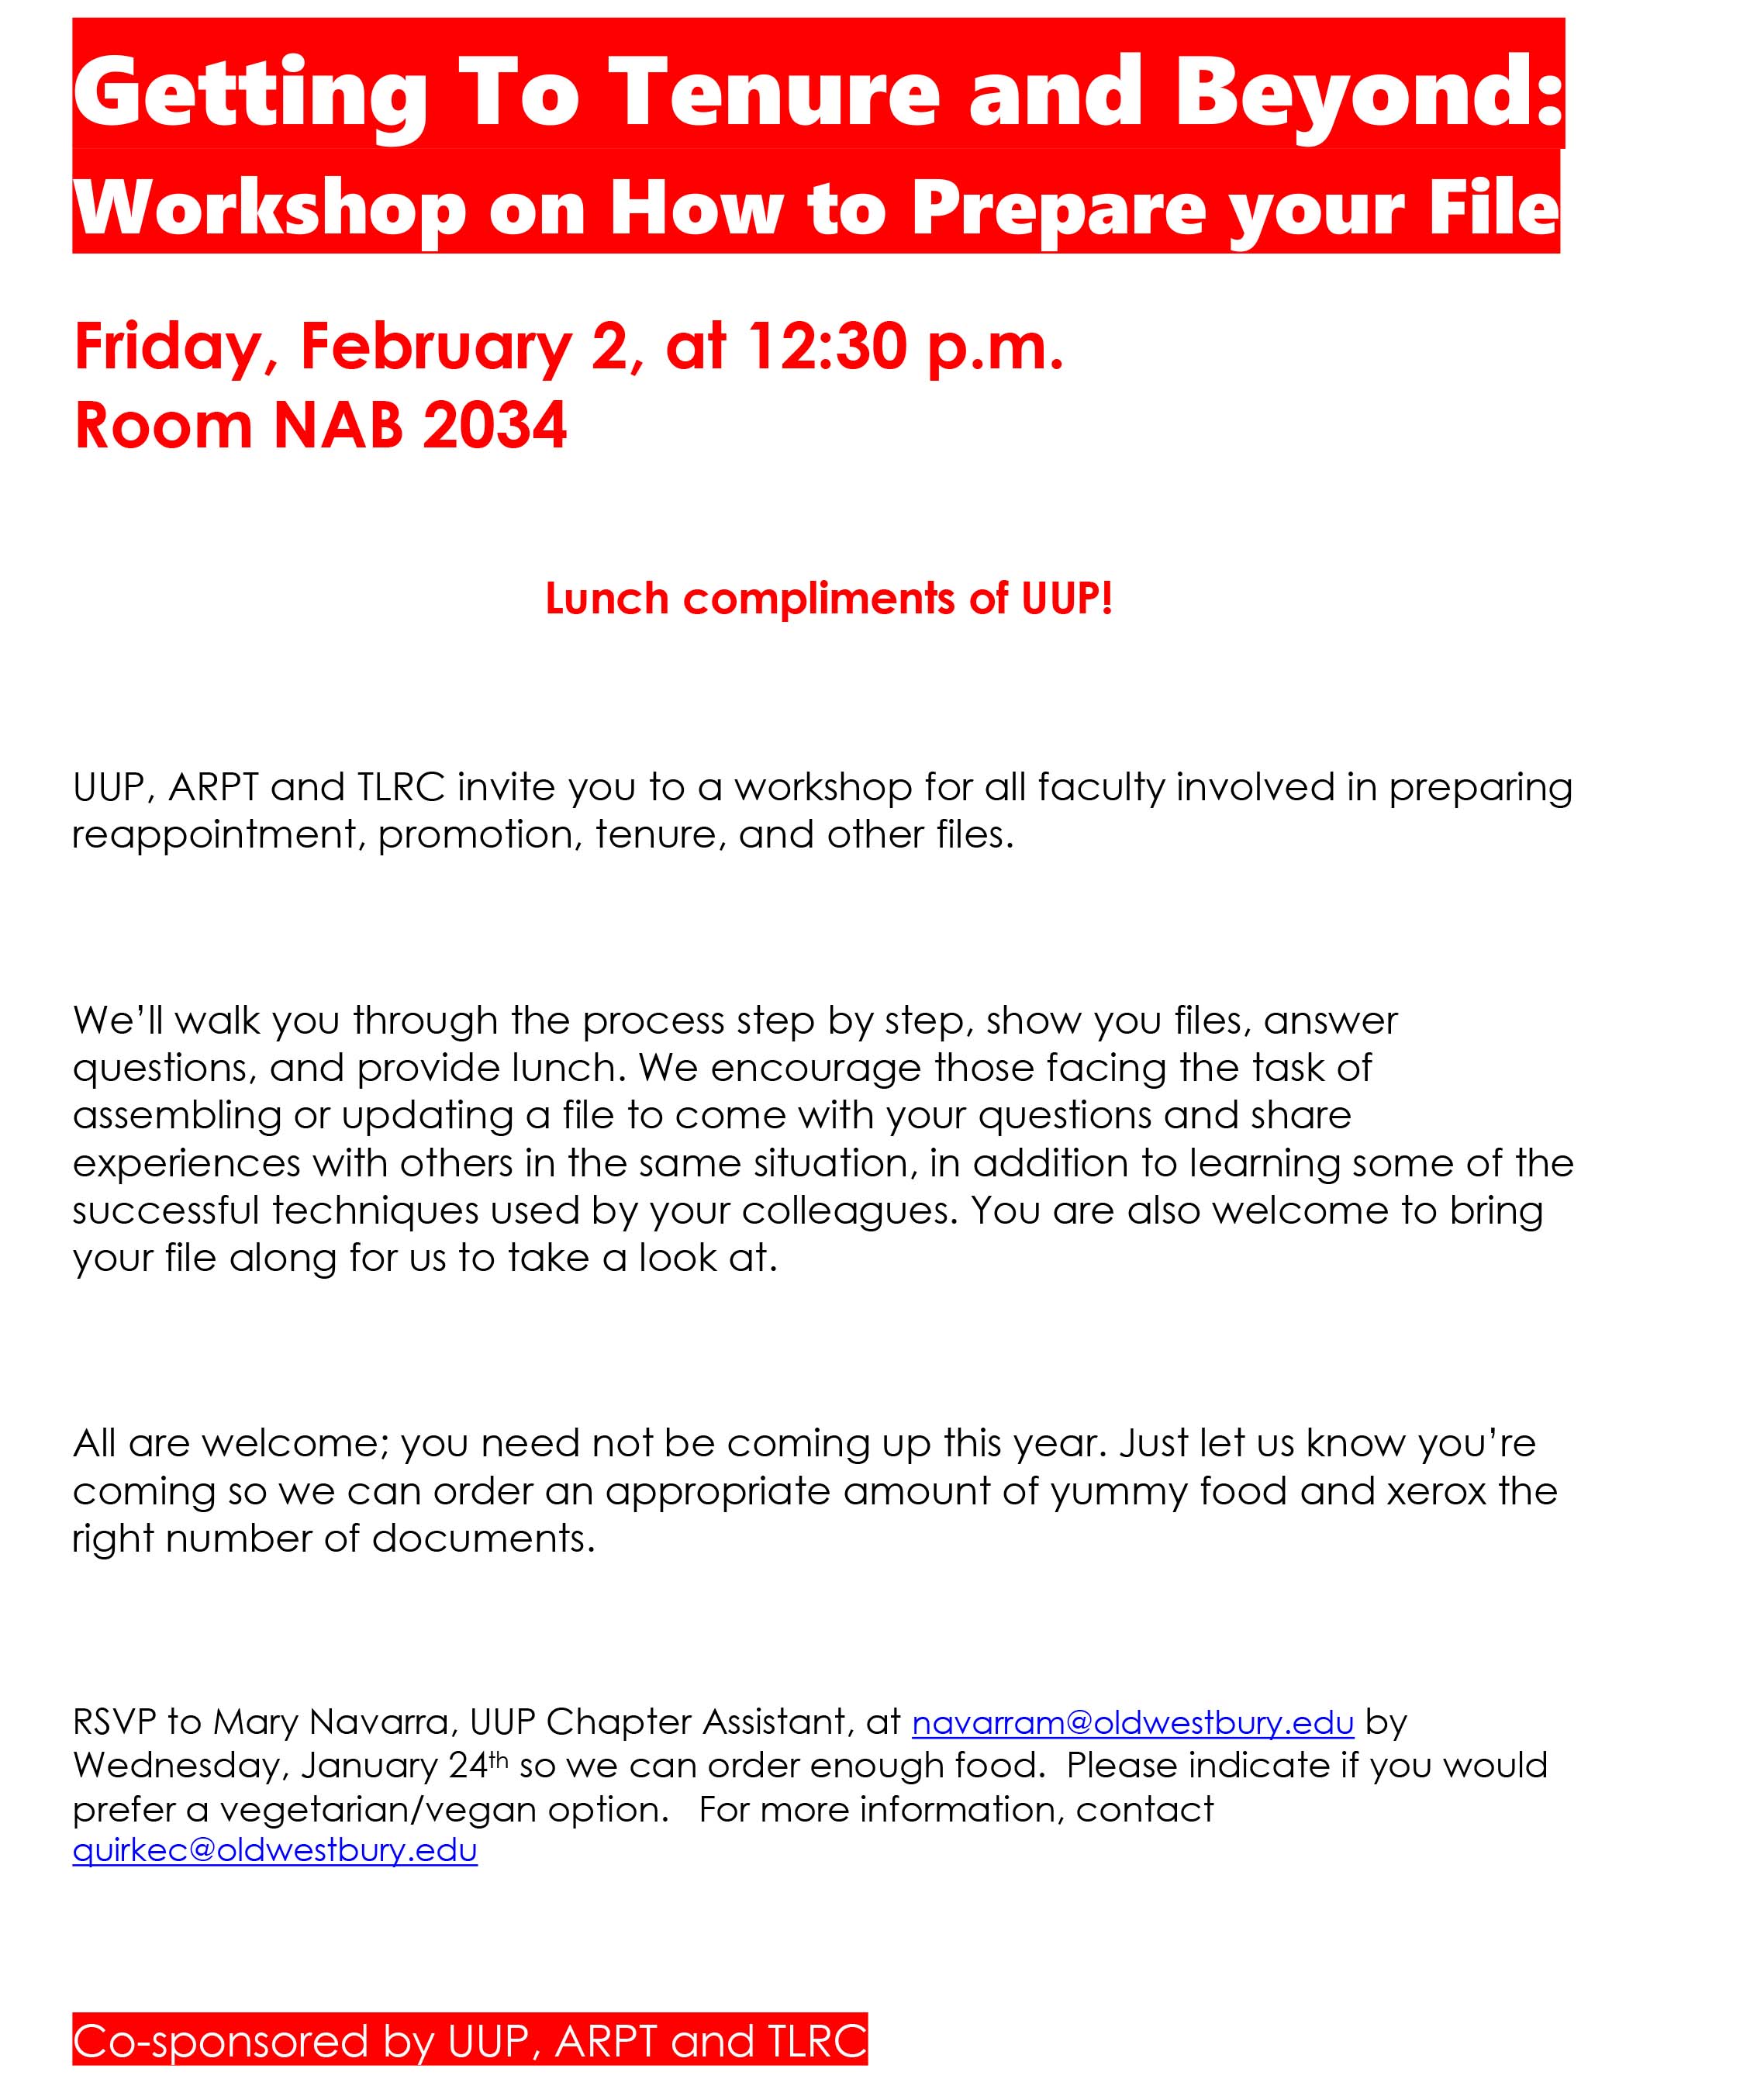 Getting To Tenure and Beyond:
Workshop on How to Prepare your File
Friday, February 2, at 12:30 p.m.
Room NAB 2034
Lunch compliments of UUP!
UUP, ARPT and TLRC invite you to a workshop for all faculty involved in preparing
reappointment, promotion, tenure, and other files.
We’ll walk you through the process step by step, show you files, answer
questions, and provide lunch. We encourage those facing the task of
assembling or updating a file to come with your questions and share
experiences with others in the same situation, in addition to learning some of the
successful techniques used by your colleagues. You are also welcome to bring
your file along for us to take a look at.
All are welcome; you need not be coming up this year. Just let us know you’re
coming so we can order an appropriate amount of yummy food and xerox the
right number of documents.
RSVP to Mary Navarra, UUP Chapter Assistant, at navarram@oldwestbury.edu by
Wednesday, January 24th so we can order enough food.  Please indicate if you would
prefer a vegetarian/vegan option.   For more information, contact
quirkec@oldwestbury.edu
Co-sponsored by UUP, ARPT and TLRC